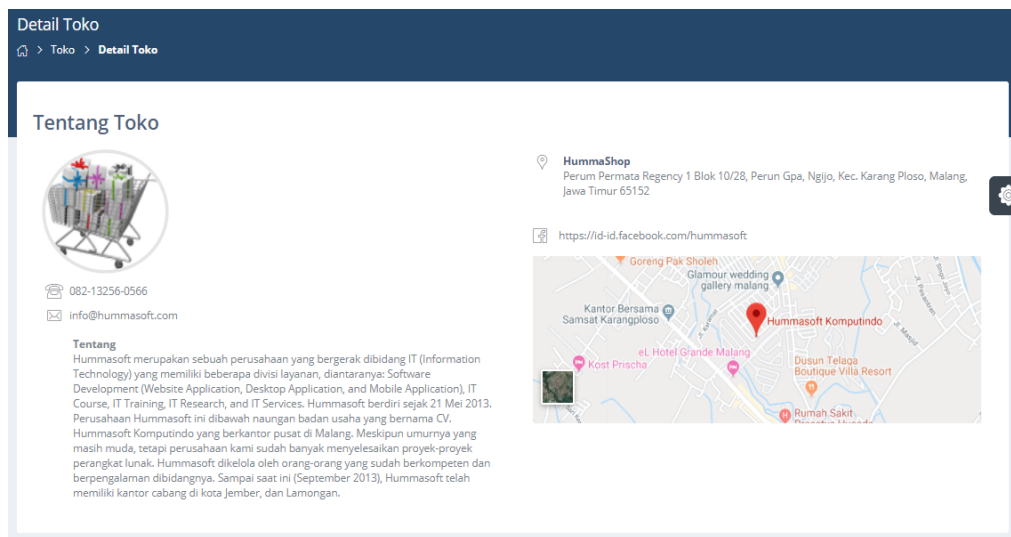 Detail Toko
> Toko > Detail Toko
Tentang Toko
082-13256-0566
info@hummasoft.com
Tentang
Hummasoft merupakan sebuah perusahaan yang bergerak dibidang IT (Information
Technology) yang memiliki beberapa divisi layanan, diantaranya: Software
Development (Website Application, Desktop Application, and Mobile Application), IT
Course, IT Training, IT Research, and IT Services. Hummasoft berdiri sejak 21 Mei 2013.
Perusahaan Hummasoft ini dibawah naungan badan usaha yang bernama CV.
Hummasoft Komputindo yang berkantor pusat di Malang. Meskipun umurnya yang
masih muda, tetapi perusahaan kami sudah banyak menyelesaikan proyek-proyek
perangkat lunak. Hummasoft dikelola oleh orang-orang yang sudah berkompeten dan
berpengalaman dibidangnya. Sampai saat ini (September 2013), Hummasoft telah
memiliki kantor cabang di kota Jember, dan Lamongan.
HummaShop
Perum Permata Regency 1 Blok 10/28, Perun Gpa, Ngijo, Kec. Karang Ploso, Malang,
Jawa Timur 65152
https://id-id.facebook.com/hummasoft
Goreng Pak Sholeh
Glamour wedding
gallery malang
Kantor Bersama
Samsat Karangploso
Hummasoft Komputindo
eL Hotel Grande Malang
Kost Prischa
Dusun Telaga
Boutique Villa Resort
Rumah Sakit